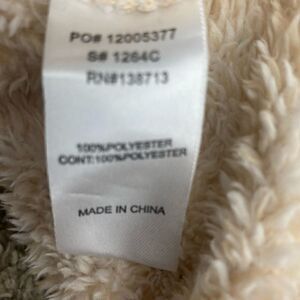 PO# 12005377
S# 1264C
RN#138713
100%POLYESTER
CONT:100%POLYESTER
MADE IN CHINA